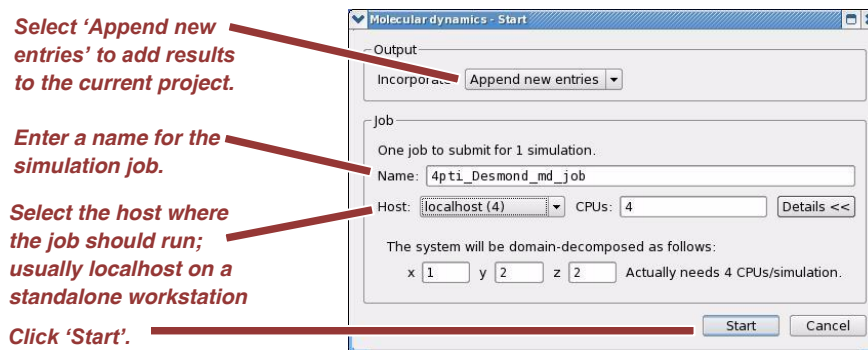 Select 'Append new
entries' to add results
to the current project.
Enter a name for the
simulation job.
Select the host where
the job should run;
usually localhost on a
standalone workstation
Click 'Start'.
Molecular dynamics - Start
Output
Incorporate Append new entries
Job
One job to submit for 1 simulation.
Name: 4pti_Desmond_md_job
Host: localhost (4) CPUs: 4 Details <<
The system will be domain-decomposed as follows:
x 1 y 2 z 2 Actually needs 4 CPUs/simulation.
Start Cancel